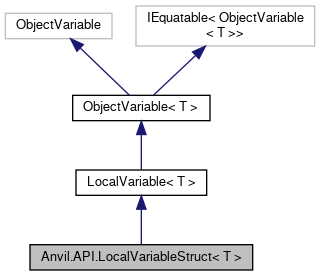 ObjectVariable
IEquatable< ObjectVariable
< T >>
ObjectVariable< T >
LocalVariable< T >
Anvil.API.LocalVariableStruct< T >